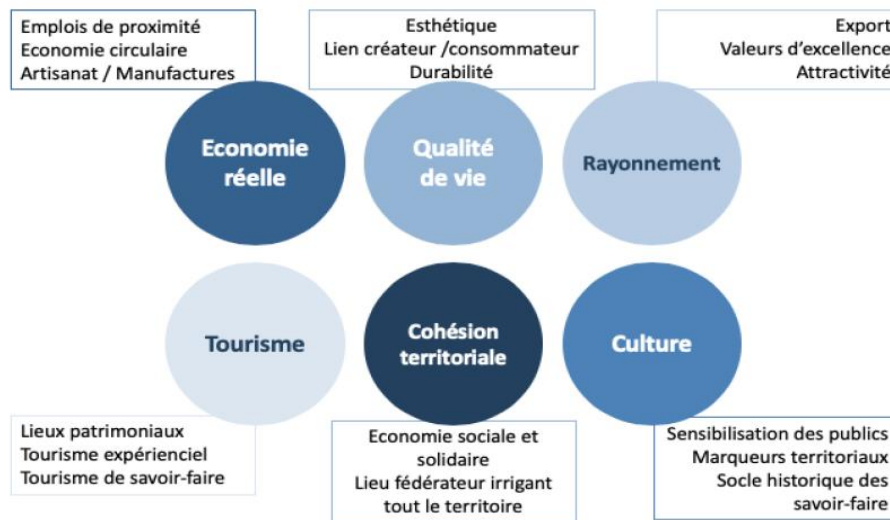 Emplois de proximité
Economie circulaire
Artisanat / Manufactures
Esthétique
Lien créateur /consommateur
Durabilité
Export
Valeurs d'excellence
Attractivité
Economie
réelle
Qualité
de vie
Rayonnement
Tourisme
Cohésion
territoriale
Culture
Lieux patrimoniaux
Tourisme expérienciel
Tourisme de savoir-faire
Economie sociale et
solidaire
Lieu fédérateur irrigant
tout le territoire
Sensibilisation des publics
Marqueurs territoriaux
Socle historique des
savoir-faire